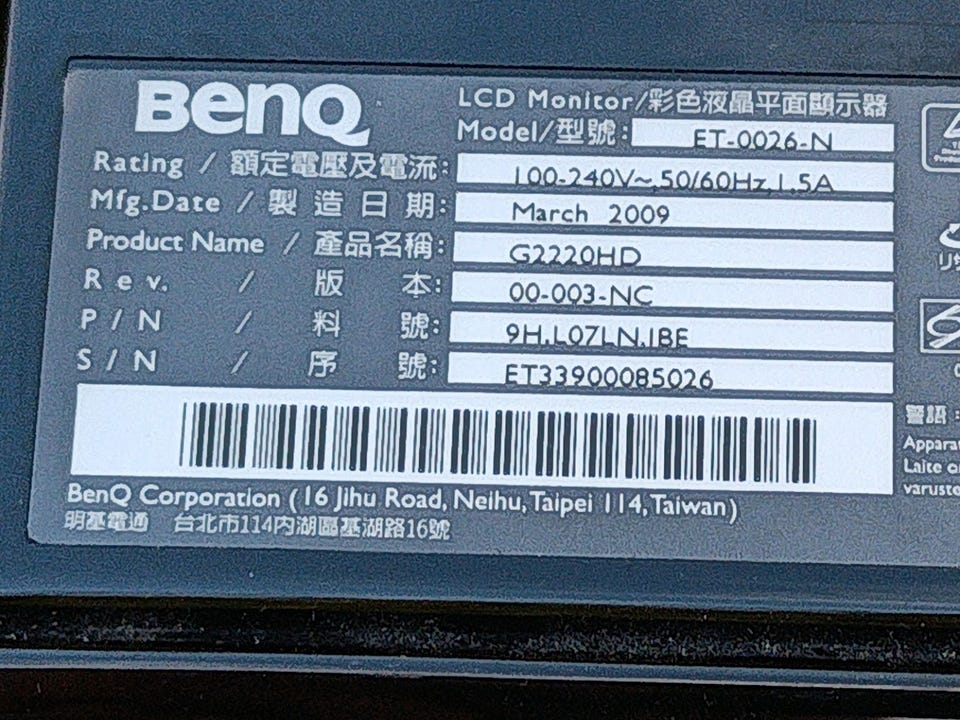 BenQ
LCD Monitor/彩色液晶平面顯示器
Model/型號: ET-0026-N
Rating / 額定電壓及電流: 100-240V~,50/60Hz,1.5A
Mfg.Date / 製造日期: March 2009
Product Name / 產品名稱: G2220HD
Rev. / 版本: 00-003-NC
P/N / 料號: 9H.L07LN.IBE
S/N / 序號: ET33900085026
BenQ Corporation (16 Jihu Road, Neihu, Taipei 114, Taiwan)
明基電通 台北市114內湖區基湖路16號
警語:
Laite